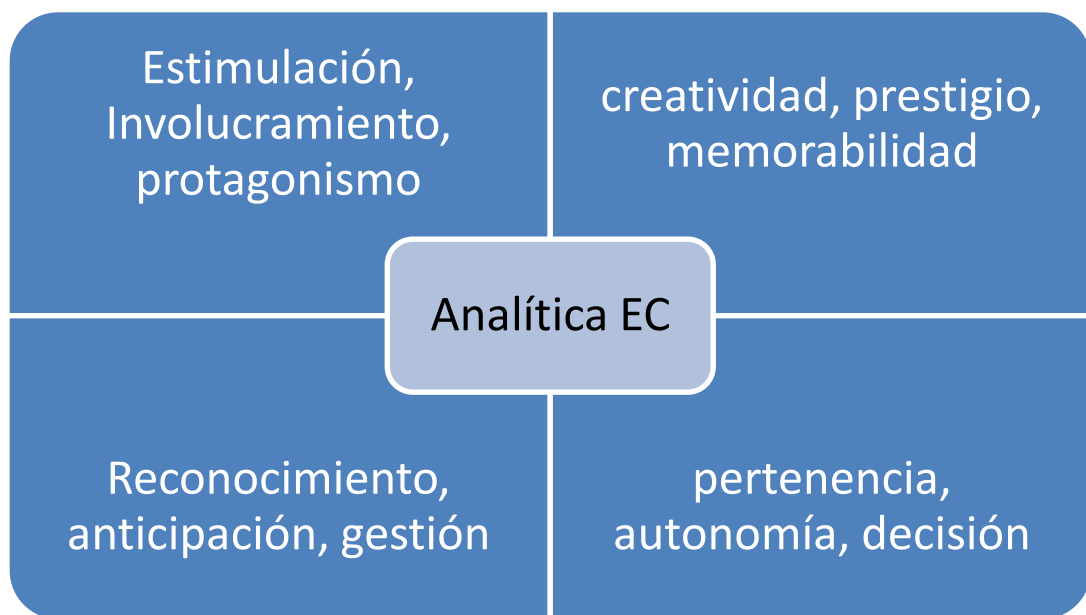 Estimulación,
Involucramiento,
protagonismo
creatividad, prestigio,
memorabilidad
Analítica EC
Reconocimiento,
anticipación, gestión
pertenencia,
autonomía, decisión